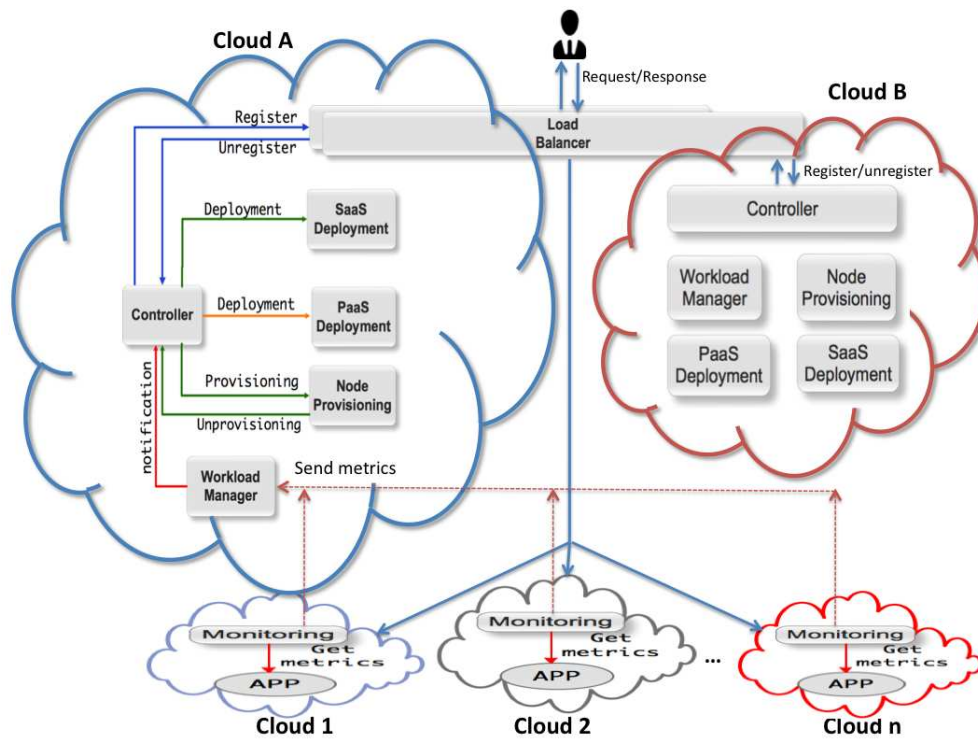 Cloud A
Request/Response
Cloud B
Register
Unregister
Load
Balancer
Register/unregister
Controller
Deployment
SaaS
Deployment
Workload
Manager
Node
Provisioning
Controller
Deployment
PaaS
Deployment
PaaS
Deployment
SaaS
Deployment
Provisioning
Node
Provisioning
Unprovisioning
notification
Send metrics
Workload
Manager
Monitoring
Get
metrics
APP
Cloud 1
Monitoring
Get
metrics
APP
Cloud 2
...
Monitoring
Get
metrics
APP
Cloud n